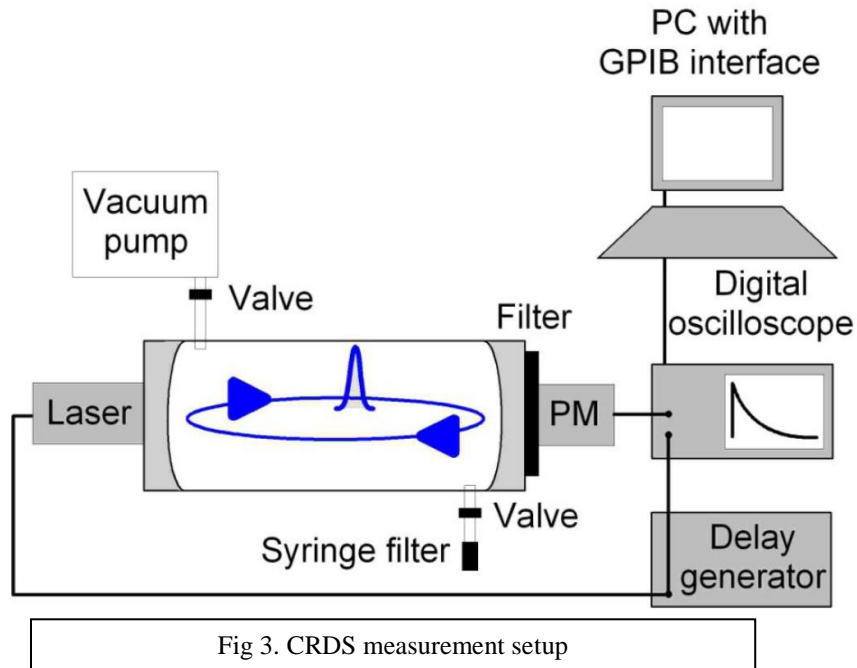 PC with
GPIB interface
Vacuum
pump
Valve
Filter
Digital
oscilloscope
Laser
PM
Valve
Syringe filter
Delay
generator
Fig 3. CRDS measurement setup